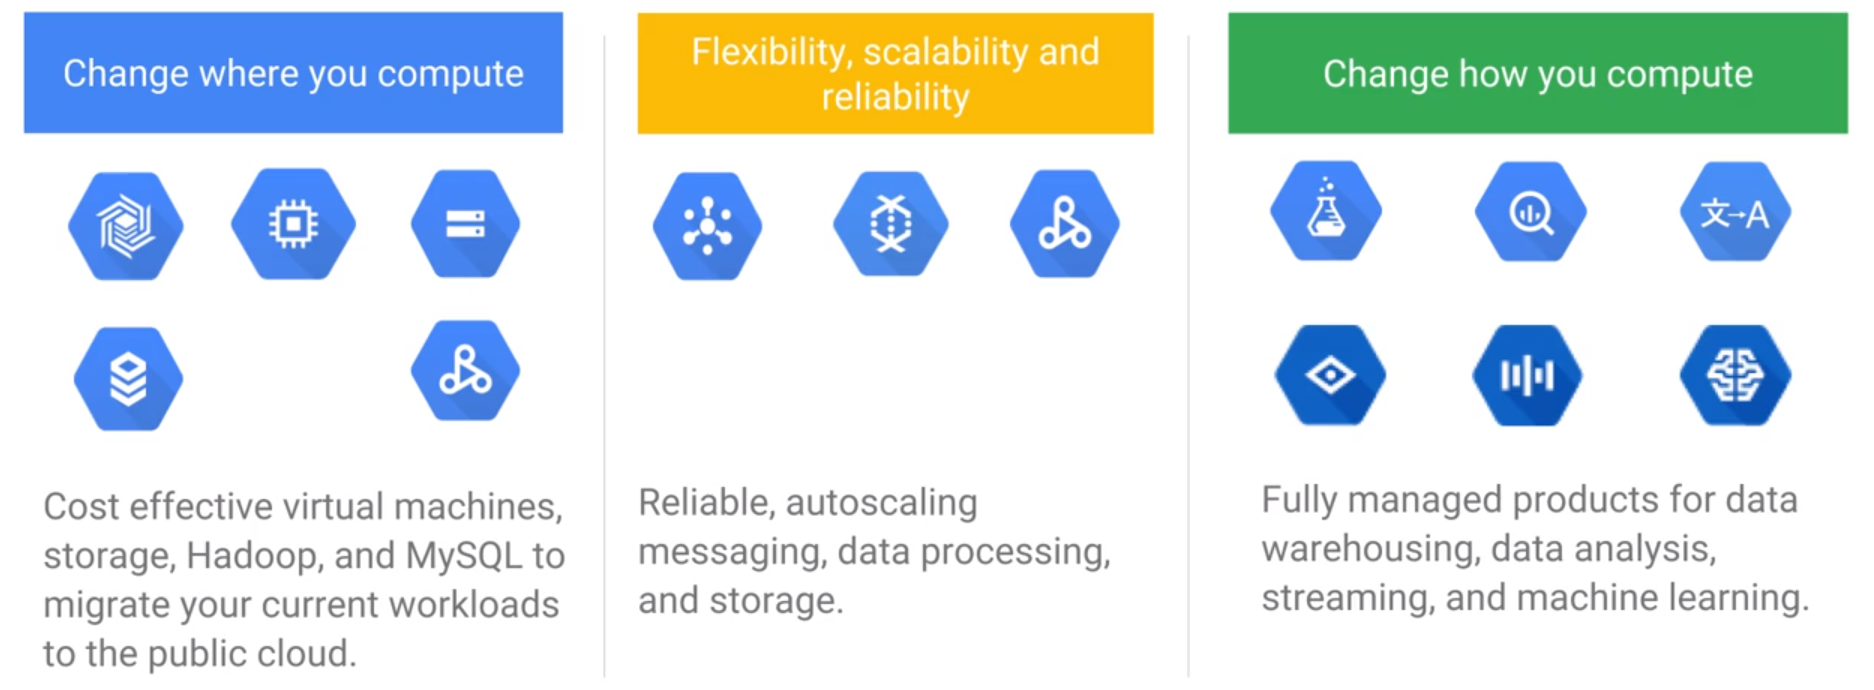 Change where you compute
Flexibility, scalability and
reliability
Change how you compute
文→A
Cost effective virtual machines,
storage, Hadoop, and MySQL to
migrate your current workloads
to the public cloud.
Reliable, autoscaling
messaging, data processing,
and storage.
Fully managed products for data
warehousing, data analysis,
streaming, and machine learning.